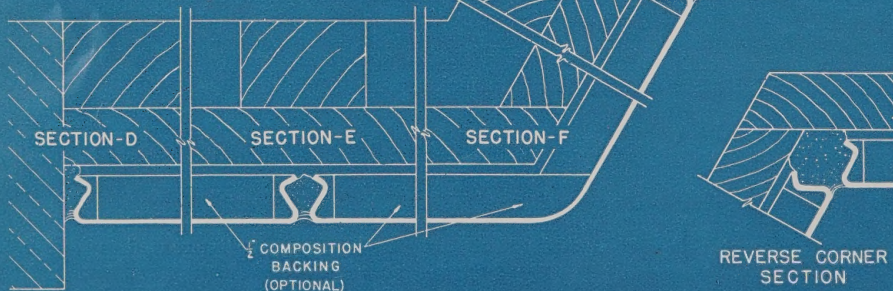 SECTION-D SECTION-E SECTION-F
½" COMPOSITION
BACKING
(OPTIONAL)
REVERSE CORNER
SECTION